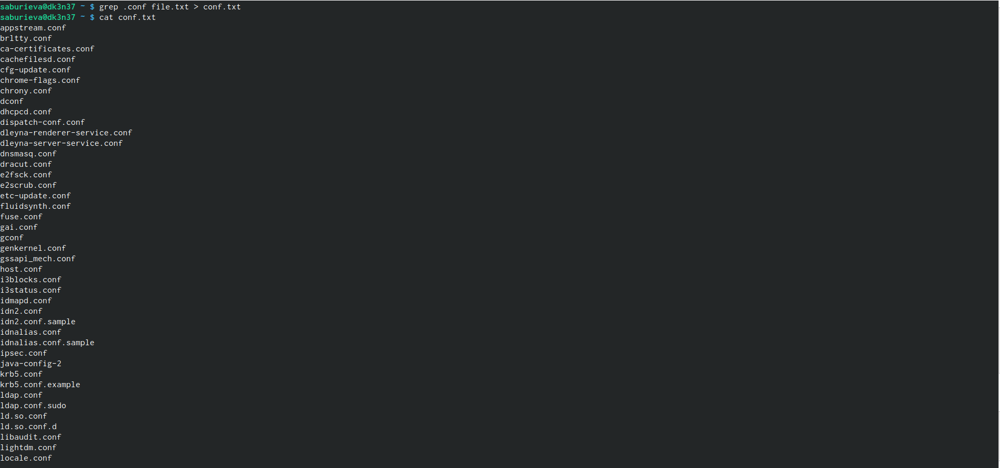 saburieva@dk3n37 ~ $ grep .conf file.txt > conf.txt
saburieva@dk3n37 ~ $ cat conf.txt
appstream.conf
brltty.conf
ca-certificates.conf
cachefilesd.conf
cfg-update.conf
chrome-flags.conf
chrony.conf
dconf
dhcpcd.conf
dispatch-conf.conf
dleyna-renderer-service.conf
dleyna-server-service.conf
dnsmasq.conf
dracut.conf
e2fsck.conf
e2scrub.conf
etc-update.conf
fluidsynth.conf
fuse.conf
gai.conf
gconf
genkernel.conf
gssapi_mech.conf
host.conf
i3blocks.conf
i3status.conf
idmapd.conf
idn2.conf
idn2.conf.sample
idnalias.conf
idnalias.conf.sample
ipsec.conf
java-config-2
krb5.conf
krb5.conf.example
ldap.conf
ldap.conf.sudo
ld.so.conf
ld.so.conf.d
libaudit.conf
lightdm.conf
locale.conf